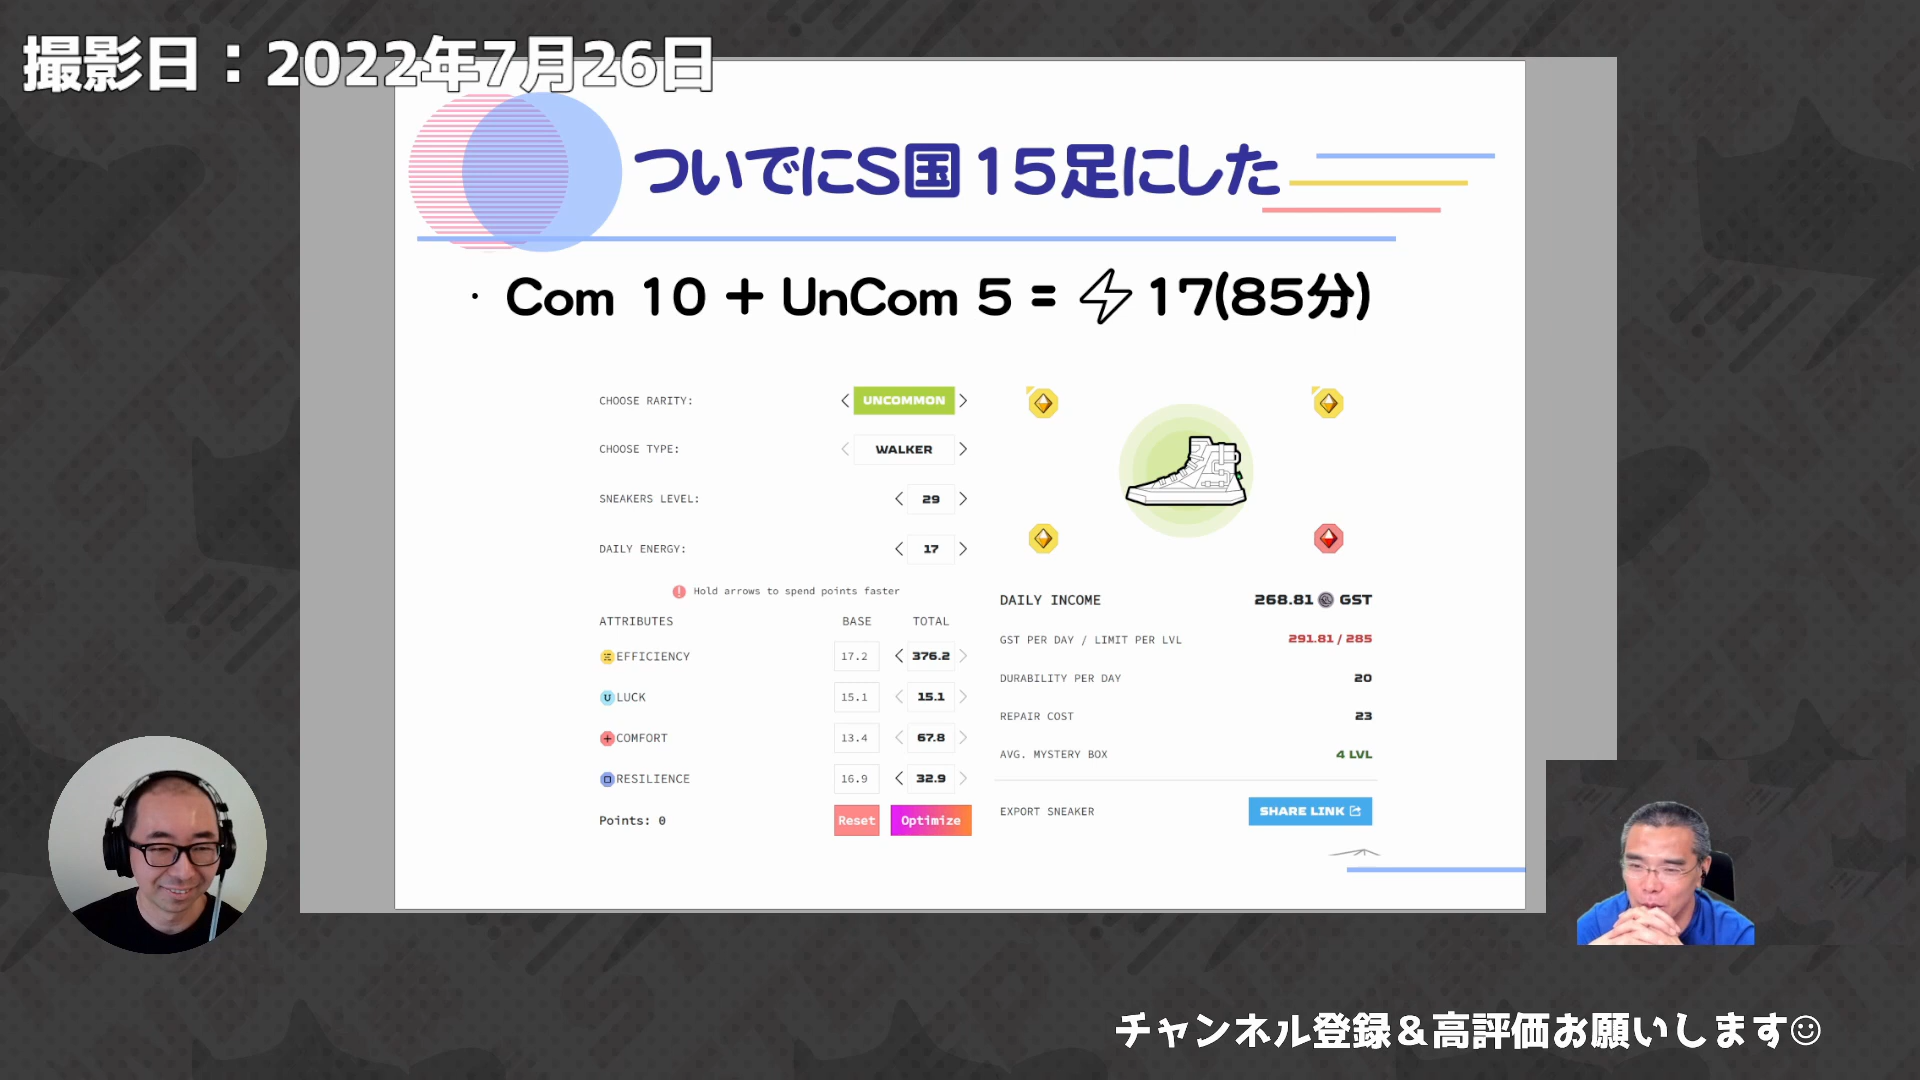 撮影日：2022年7月26日
ついでにS国15足にした
・ Com 10 + UnCom 5 = ⚡17(85分)
CHOOSE RARITY: < UNCOMMON >
CHOOSE TYPE: < WALKER >
SNEAKERS LEVEL: < 29 >
DAILY ENERGY: < 17 >
! Hold arrows to spend points faster
ATTRIBUTES BASE TOTAL
EFFICIENCY 17.2 < 376.2 >
LUCK 15.1 < 15.1 >
COMFORT 13.4 < 67.8 >
RESILIENCE 16.9 < 32.9 >
Points: 0 Reset Optimize
DAILY INCOME 268.81 GST
GST PER DAY / LIMIT PER LVL 291.81 / 285
DURABILITY PER DAY 20
REPAIR COST 23
AVG. MYSTERY BOX 4 LVL
EXPORT SNEAKER SHARE LINK
チャンネル登録＆高評価お願いします☺